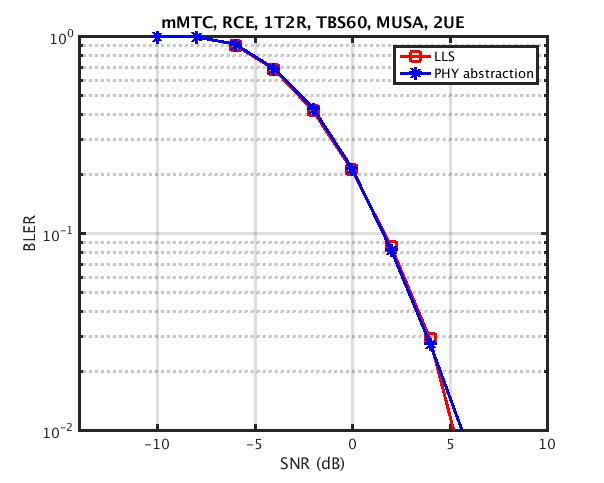 mMTC, RCE, 1T2R, TBS60, MUSA, 2UE
10^0
LLS
PHY abstraction
BLER
10^-1
10^-2
-10
-5
0
5
10
SNR (dB)